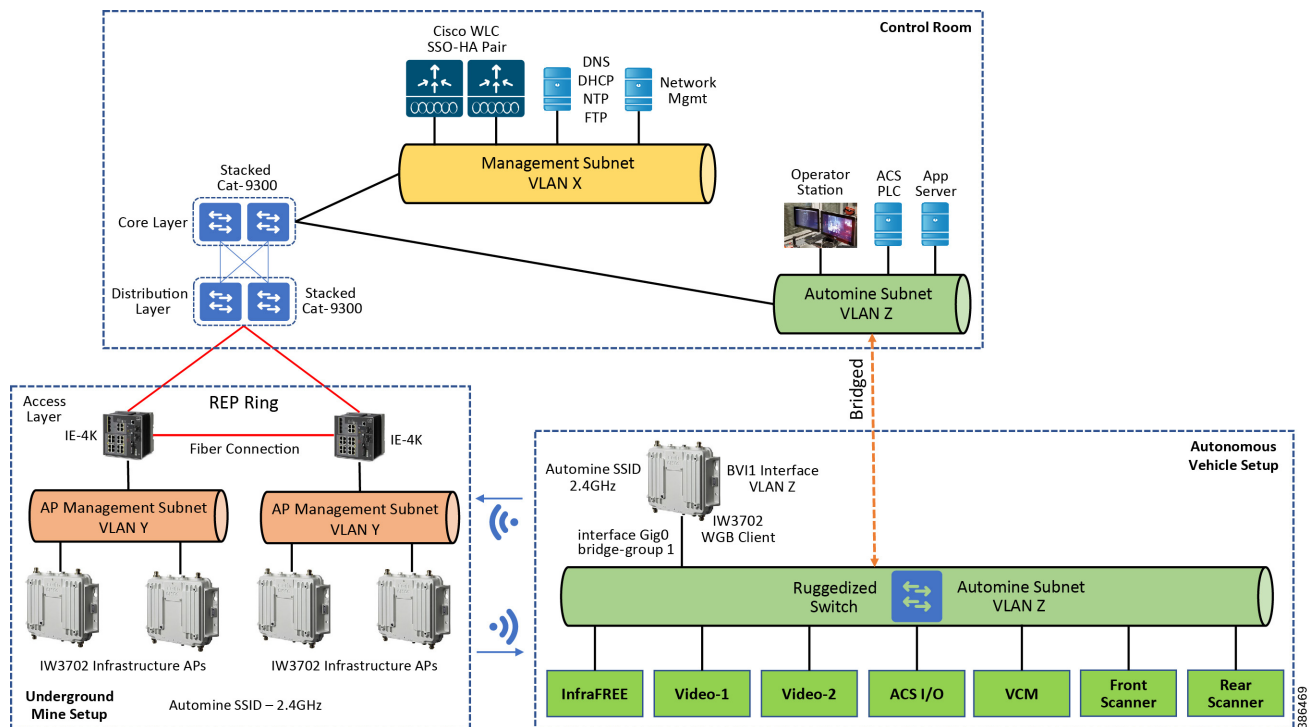 Control Room
Cisco WLC
SSO-HA Pair
DNS
DHCP
NTP
FTP
Network
Mgmt
Management Subnet
VLAN X
Stacked
Cat-9300
Core Layer
Distribution
Layer
Stacked
Cat-9300
Operator
Station
ACS
PLC
App
Server
Automine Subnet
VLAN Z
Bridged
Access
Layer
REP Ring
IE-4K
IE-4K
Fiber Connection
AP Management Subnet
VLAN Y
AP Management Subnet
VLAN Y
IW3702 Infrastructure APs
IW3702 Infrastructure APs
Underground
Mine Setup
Automine SSID – 2.4GHz
Autonomous
Vehicle Setup
Automine SSID
2.4GHz
BVI1 Interface
VLAN Z
IW3702
WGB Client
interface Gig0
bridge-group 1
Ruggedized
Switch
Automine Subnet
VLAN Z
InfraFREE
Video-1
Video-2
ACS I/O
VCM
Front
Scanner
Rear
Scanner
386469